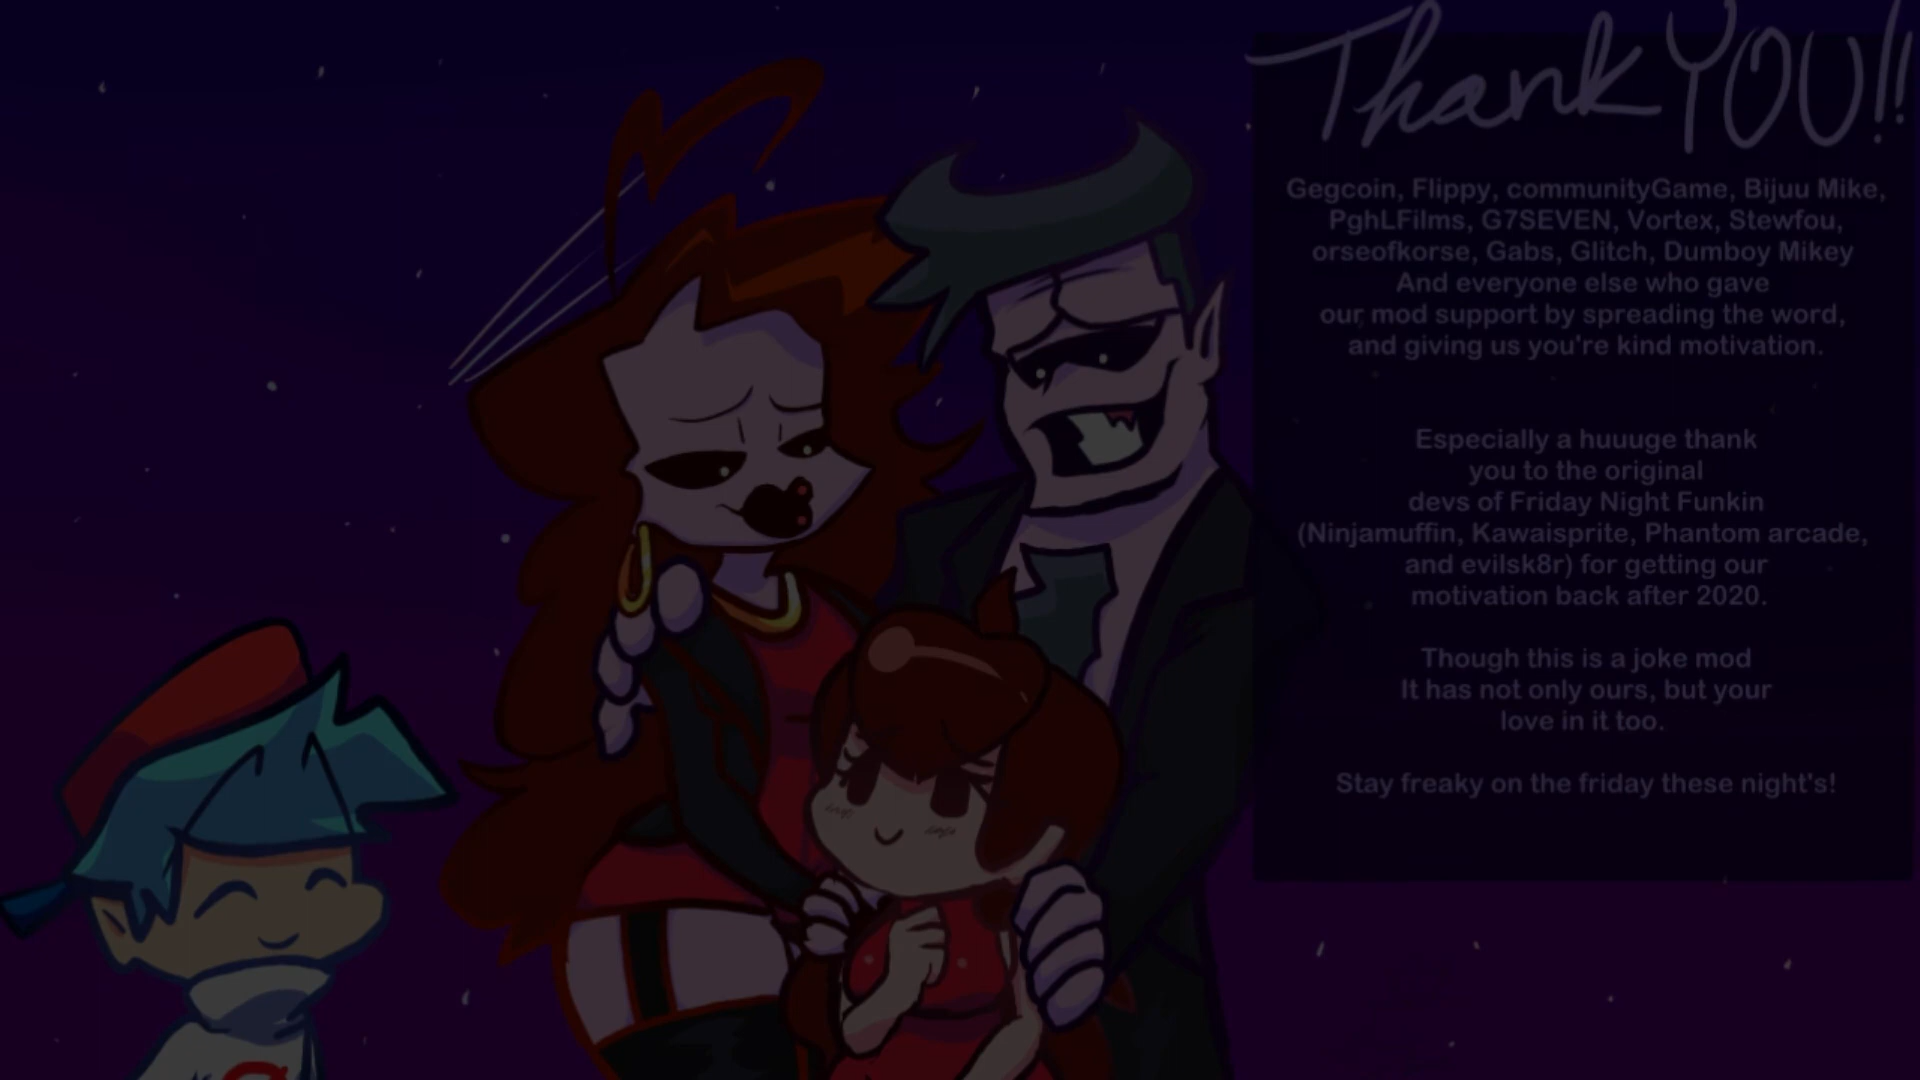 Thank YOU!!
Gegcoin, Flippy, communityGame, Bijuu Mike,
PghLFilms, G7SEVEN, Vortex, Stewfou,
orseofkorse, Gabs, Glitch, Dumboy Mikey
And everyone else who gave
our mod support by spreading the word,
and giving us you're kind motivation.
Especially a huuuge thank
you to the original
devs of Friday Night Funkin
(Ninjamuffin, Kawaisprite, Phantom arcade,
and evilsk8r) for getting our
motivation back after 2020.
Though this is a joke mod
It has not only ours, but your
love in it too.
Stay freaky on the friday these night's!